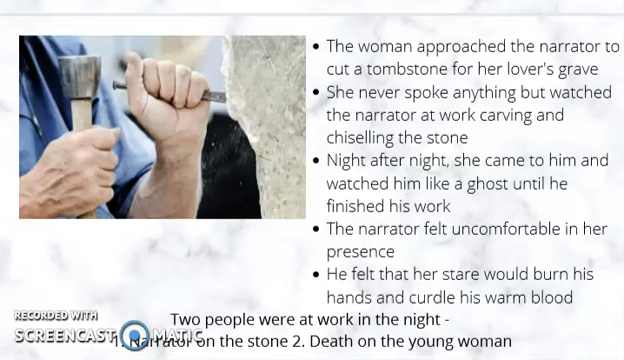 • The woman approached the narrator to
cut a tombstone for her lover's grave
• She never spoke anything but watched
the narrator at work carving and
chiselling the stone
• Night after night, she came to him and
watched him like a ghost until he
finished his work
• The narrator felt uncomfortable in her
presence
• He felt that her stare would burn his
hands and curdle his warm blood
Two people were at work in the night -
1. Narrator on the stone 2. Death on the young woman
RECORDED WITH
SCREENCAST MATIC